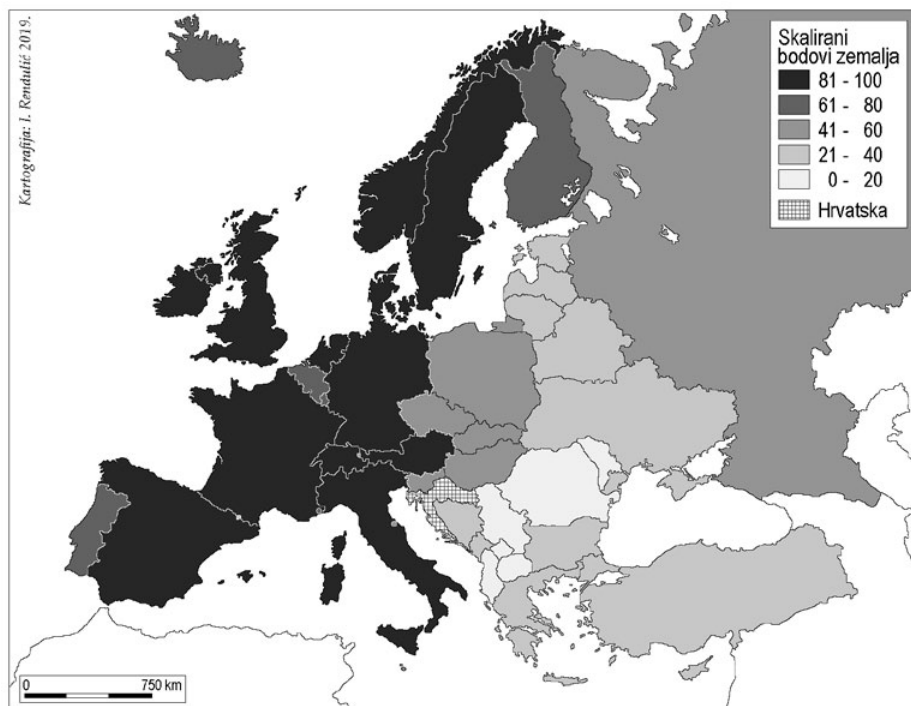 Kartografija: I. Rendulić 2019.
Skalirani
bodovi zemalja
81 - 100
61 - 80
41 - 60
21 - 40
0 - 20
Hrvatska
0 750 km